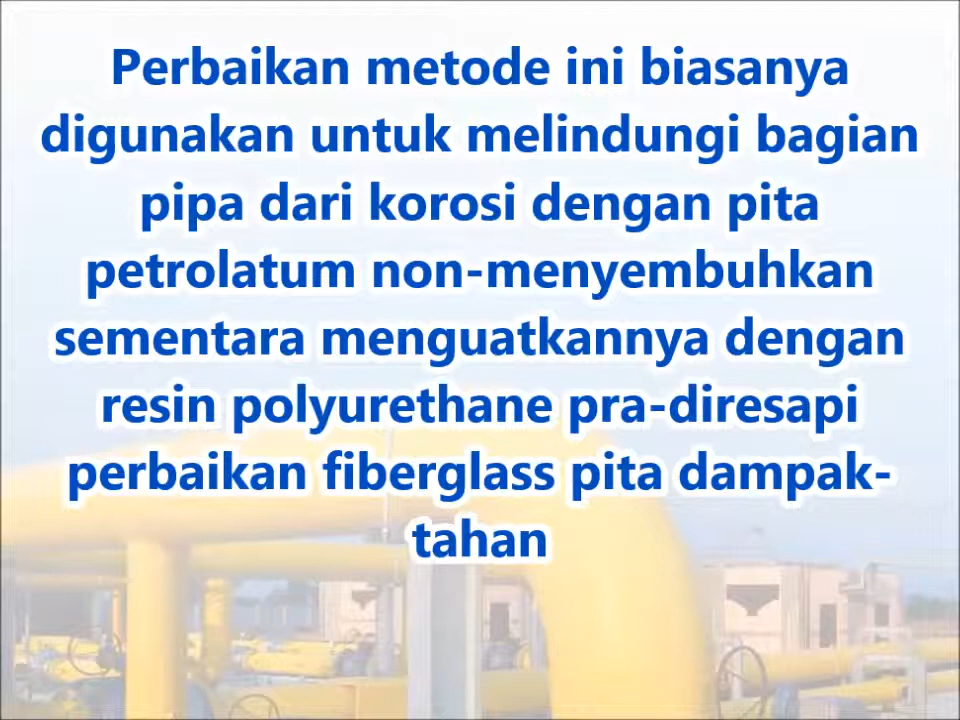 Perbaikan metode ini biasanya
digunakan untuk melindungi bagian
pipa dari korosi dengan pita
petrolatum non-menyembuhkan
sementara menguatkannya dengan
resin polyurethane pra-diresapi
perbaikan fiberglass pita dampak-
tahan